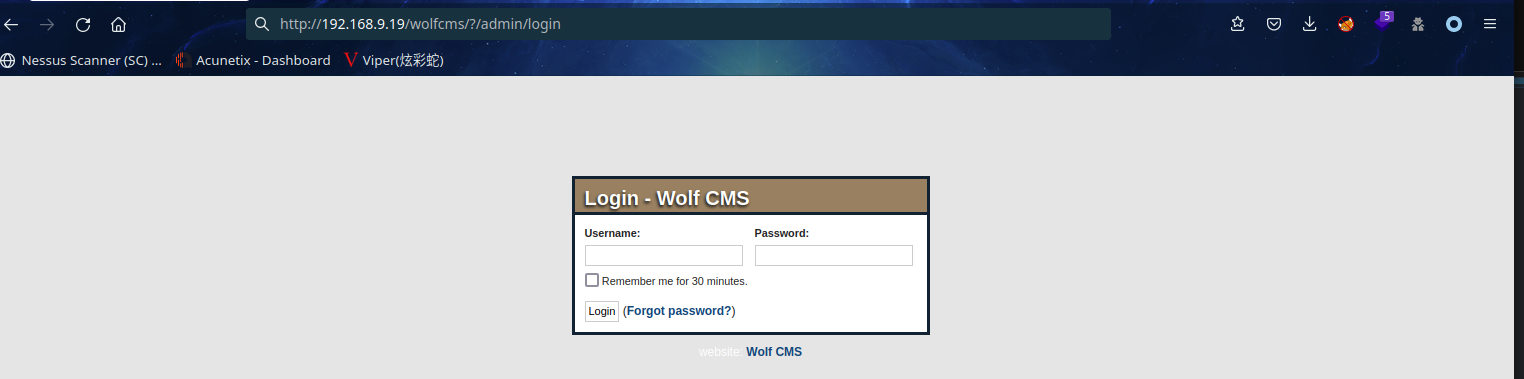 http://192.168.9.19/wolfcms/?/admin/login
5
Nessus Scanner (SC) ... Acunetix - Dashboard Viper(炫彩蛇)
Login - Wolf CMS
Username: Password:
Remember me for 30 minutes.
Login (Forgot password?)
website: Wolf CMS